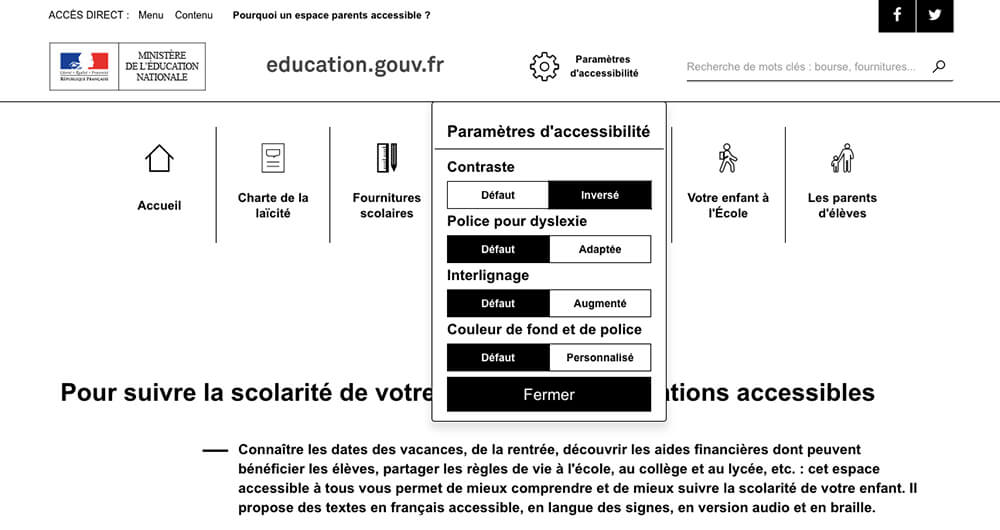 ACCÈS DIRECT : Menu Contenu Pourquoi un espace parents accessible ?
Liberté • Égalité • Fraternité
RÉPUBLIQUE FRANÇAISE
MINISTÈRE
DE L'ÉDUCATION
NATIONALE
education.gouv.fr
Paramètres
d'accessibilité
Recherche de mots clés : bourse, fournitures...
Accueil
Charte de la
laïcité
Fournitures
scolaires
Paramètres d'accessibilité
Contraste
Défaut Inversé
Police pour dyslexie
Défaut Adaptée
Interlignage
Défaut Augmenté
Couleur de fond et de police
Défaut Personnalisé
Fermer
Votre enfant à
l'École
Les parents
d'élèves
Pour suivre la scolarité de votre ations accessibles
Connaître les dates des vacances, de la rentrée, découvrir les aides financières dont peuvent
bénéficier les élèves, partager les règles de vie à l'école, au collège et au lycée, etc. : cet espace
accessible à tous vous permet de mieux comprendre et de mieux suivre la scolarité de votre enfant. Il
propose des textes en français accessible, en langue des signes, en version audio et en braille.